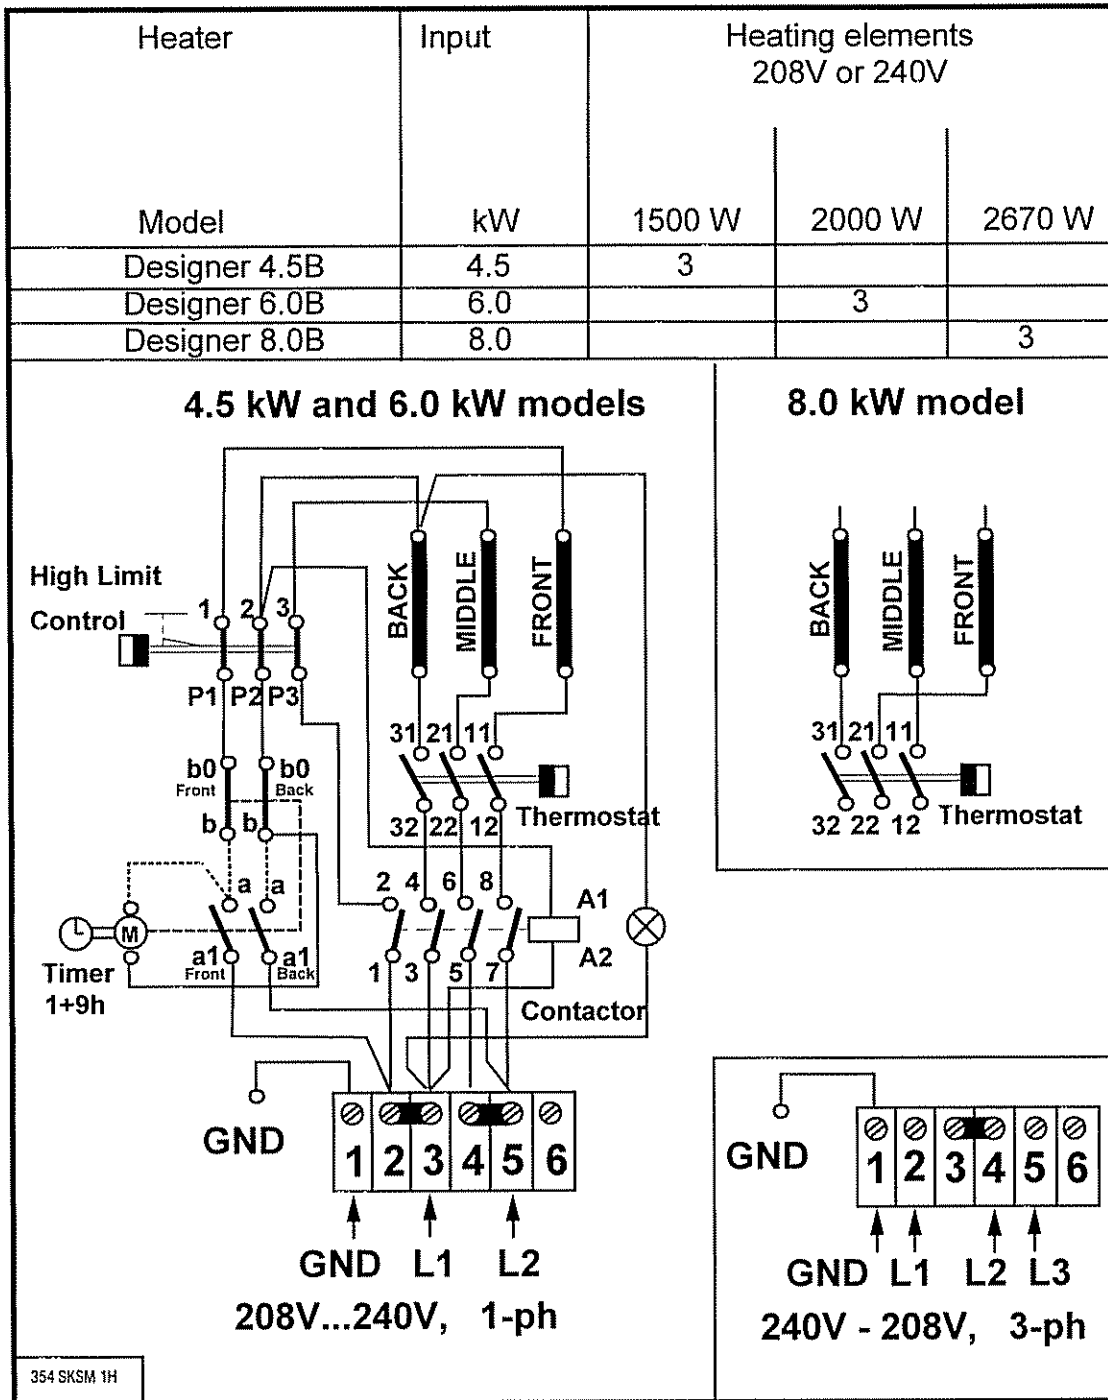 Heater Input Heating elements
208V or 240V
Model kW 1500 W 2000 W 2670 W
Designer 4.5B 4.5 3
Designer 6.0B 6.0 3
Designer 8.0B 8.0 3
4.5 kW and 6.0 kW models
High Limit
Control
1 2 3
P1 P2 P3
BACK
MIDDLE
FRONT
31 21 11
Thermostat
32 22 12
b0 b0
Front Back
b b
a a
M
a1 a1
Front Back
Timer
1+9h
2 4 6 8
A1
A2
1 3 5 7
Contactor
GND
1 2 3 4 5 6
GND L1 L2
208V...240V, 1-ph
354 SKSM 1H
8.0 kW model
BACK
MIDDLE
FRONT
31 21 11
32 22 12 Thermostat
GND
1 2 3 4 5 6
GND L1 L2 L3
240V - 208V, 3-ph